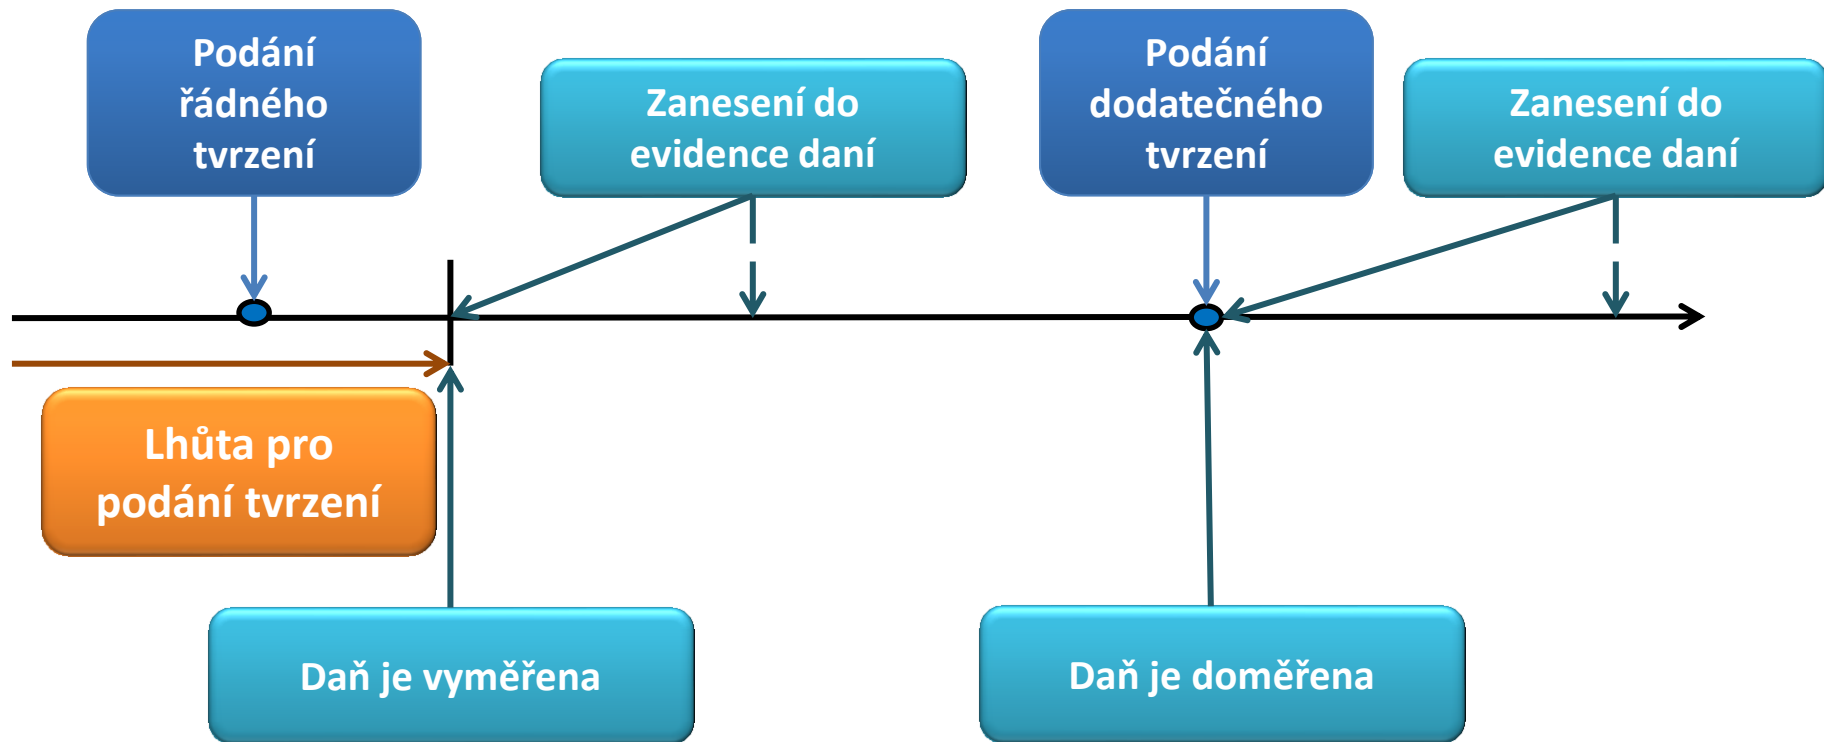 Podání
řádného
tvrzení
Zanesení do
evidence daní
Podání
dodatečného
tvrzení
Zanesení do
evidence daní
Lhůta pro
podání tvrzení
Daň je vyměřena
Daň je doměřena